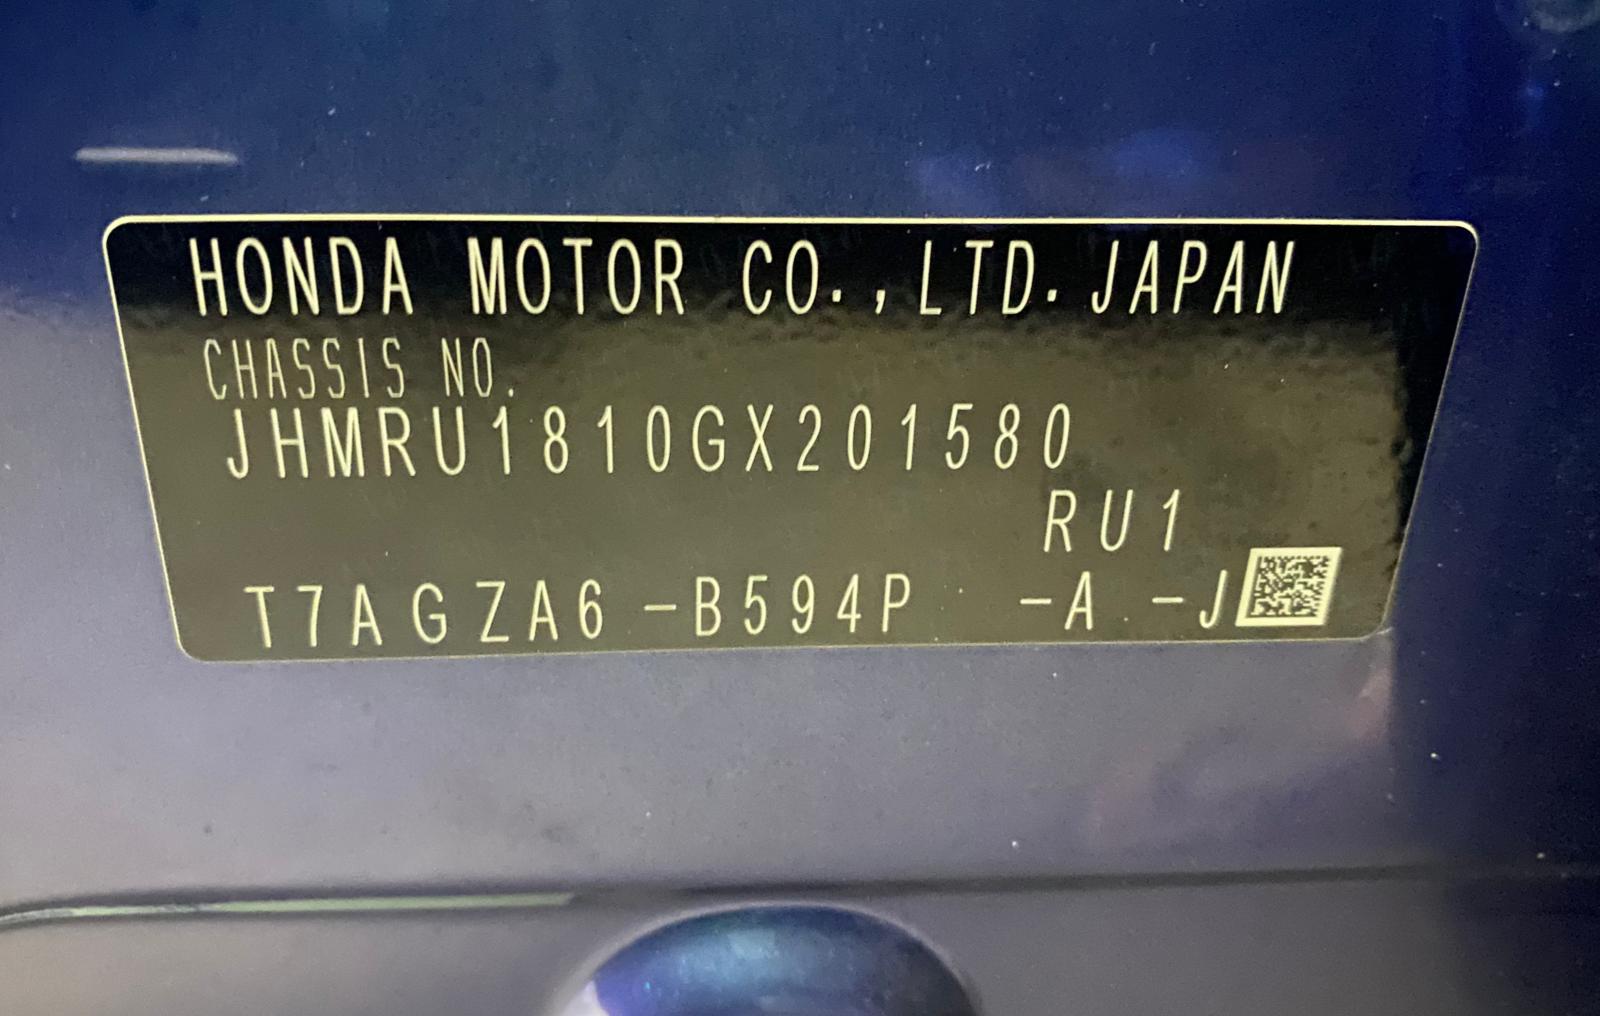 HONDA MOTOR CO.,LTD.JAPAN
CHASSIS NO.
JHMRU1810GX201580
RU1
T7AGZA6 -B594P -A -J